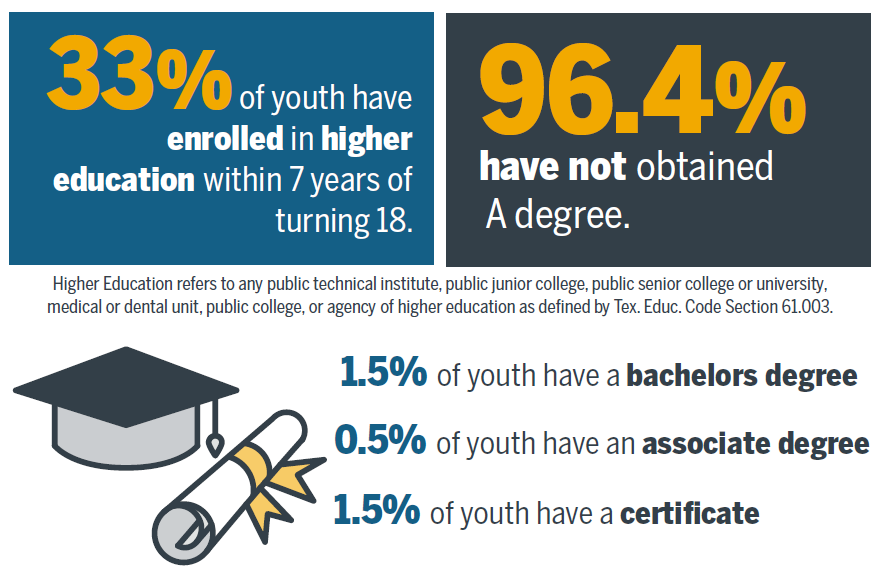 33% of youth have
enrolled in higher
education within 7 years of
turning 18.
96.4%
have not obtained
A degree.
Higher Education refers to any public technical institute, public junior college, public senior college or university,
medical or dental unit, public college, or agency of higher education as defined by Tex. Educ. Code Section 61.003.
1.5% of youth have a bachelors degree
0.5% of youth have an associate degree
1.5% of youth have a certificate